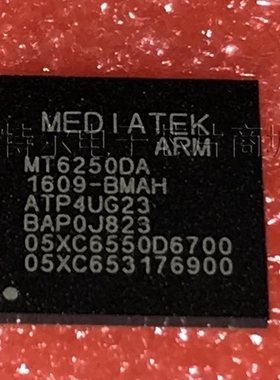 MEDIATEK
ARM
MT6250DA
1609-BMAH
ATP4UG23
BAP0J823
05XC6550D6700
05XC653176900